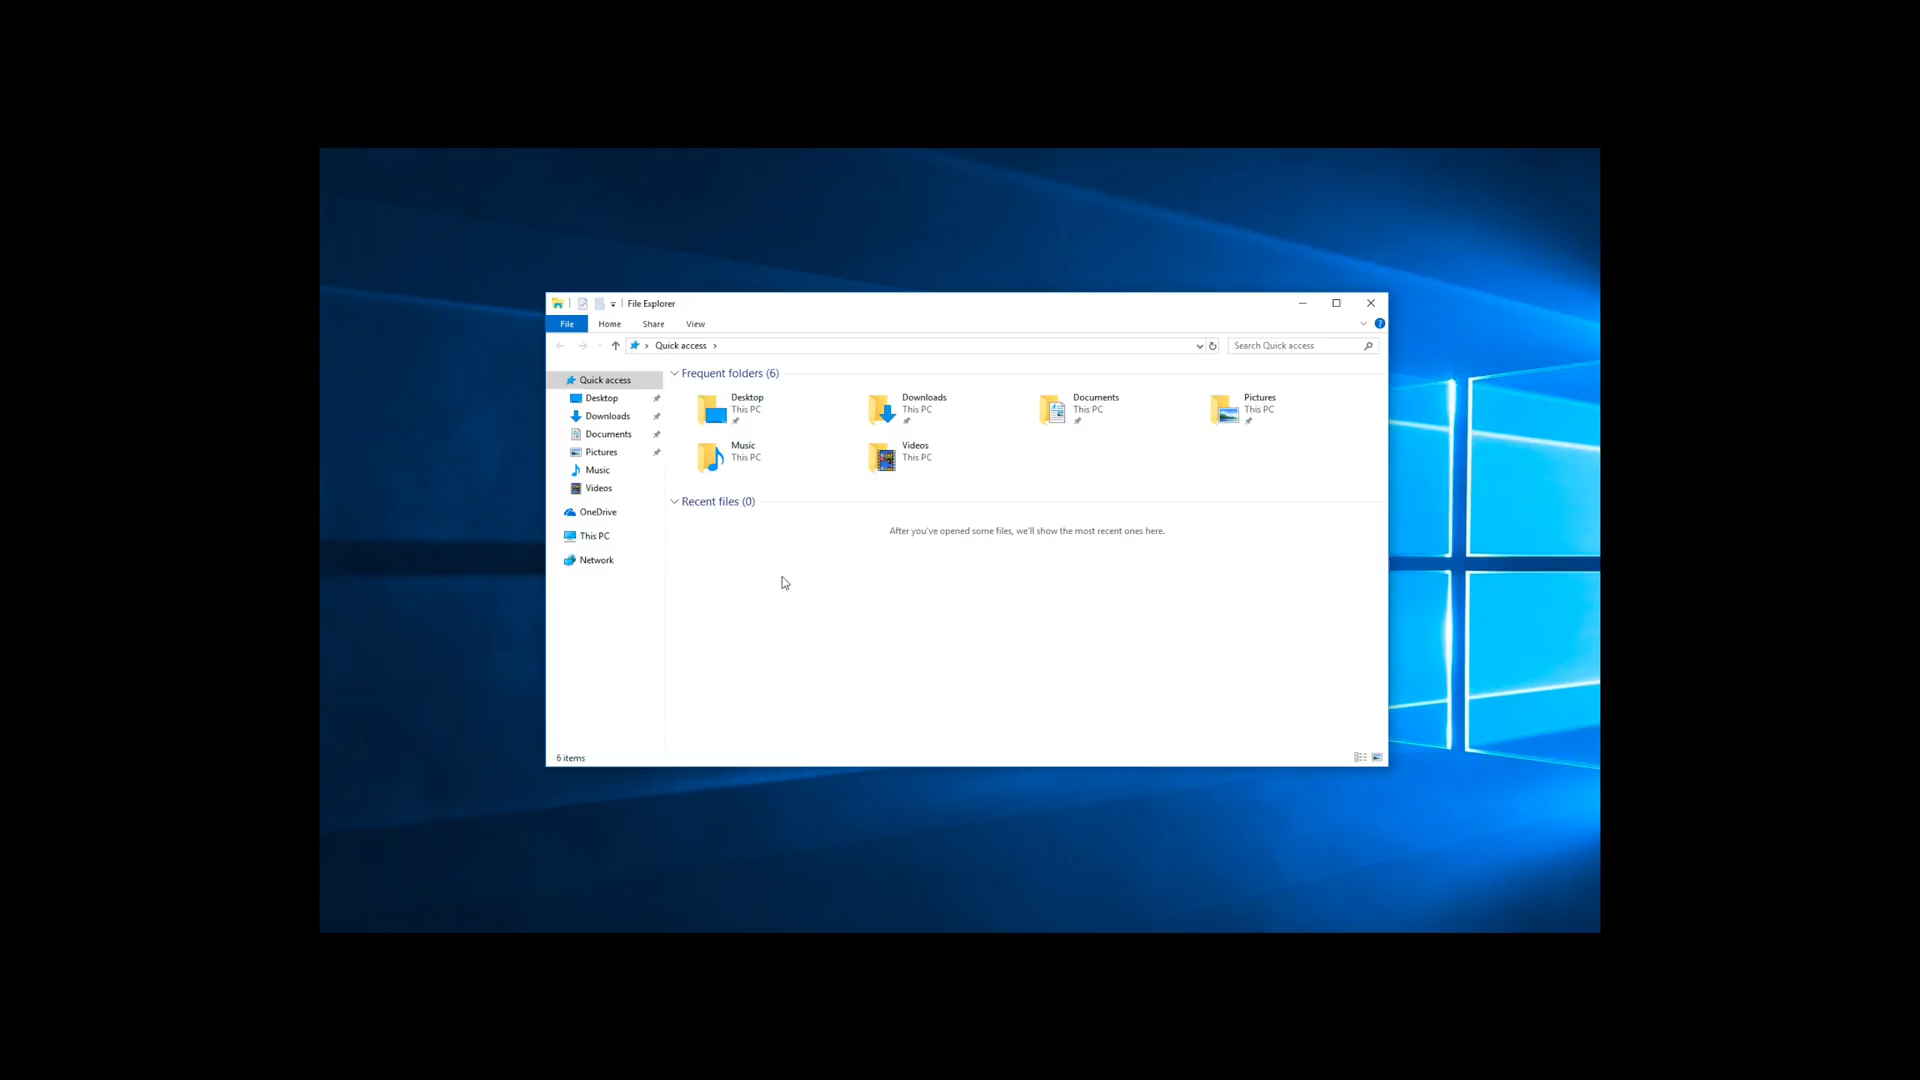 File Explorer
File Home Share View
Quick access
Search Quick access
Quick access
Desktop
Downloads
Documents
Pictures
Music
Videos
OneDrive
This PC
Network
Frequent folders (6)
Desktop
This PC
Downloads
This PC
Documents
This PC
Pictures
This PC
Music
This PC
Videos
This PC
Recent files (0)
After you've opened some files, we'll show the most recent ones here.
6 items